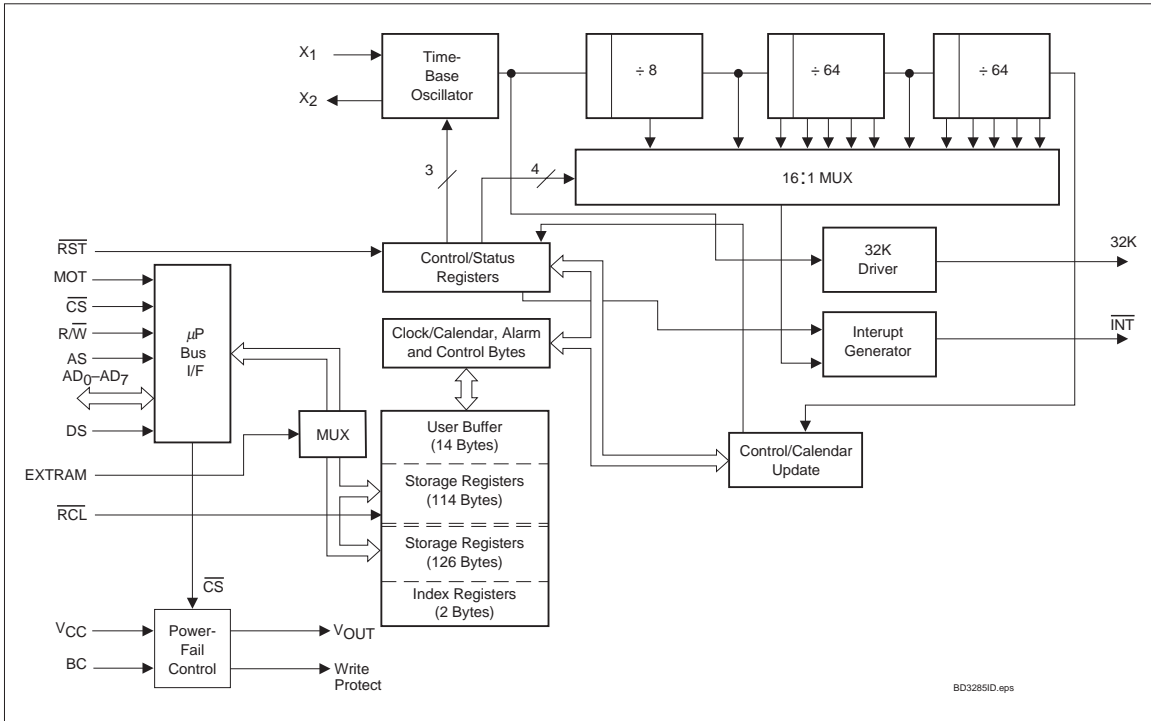 X1
X2
Time-
Base
Oscillator
÷ 8
÷ 64
÷ 64
3
4
16:1 MUX
RST
MOT
CS
R/W
AS
AD0–AD7
DS
EXTRAM
RCL
µP
Bus
I/F
Control/Status
Registers
32K
Driver
32K
Clock/Calendar, Alarm
and Control Bytes
Interupt
Generator
INT
MUX
User Buffer
(14 Bytes)
Storage Registers
(114 Bytes)
Storage Registers
(126 Bytes)
Index Registers
(2 Bytes)
Control/Calendar
Update
CS
VCC
BC
Power-
Fail
Control
VOUT
Write
Protect
BD3285ID.eps